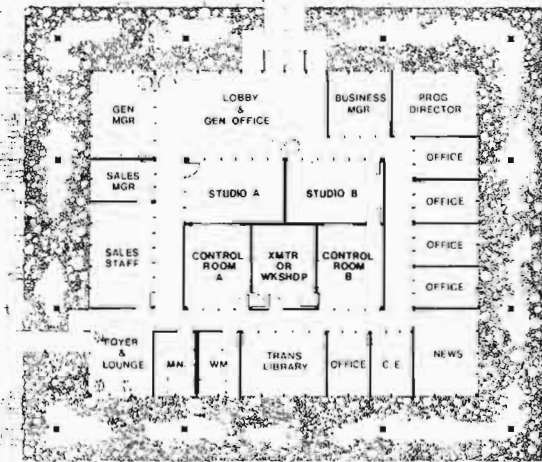 GEN
MGR
LOBBY
&
GEN OFFICE
BUSINESS
MGR
PROG
DIRECTOR
OFFICE
SALES
MGR
STUDIO A
STUDIO B
OFFICE
SALES
STAFF
CONTROL
ROOM
A
XMTR
OR
WKSHOP
CONTROL
ROOM
B
OFFICE
OFFICE
FOYER
&
LOUNGE
MN.
WM
TRANS
LIBRARY
OFFICE
C.E.
NEWS